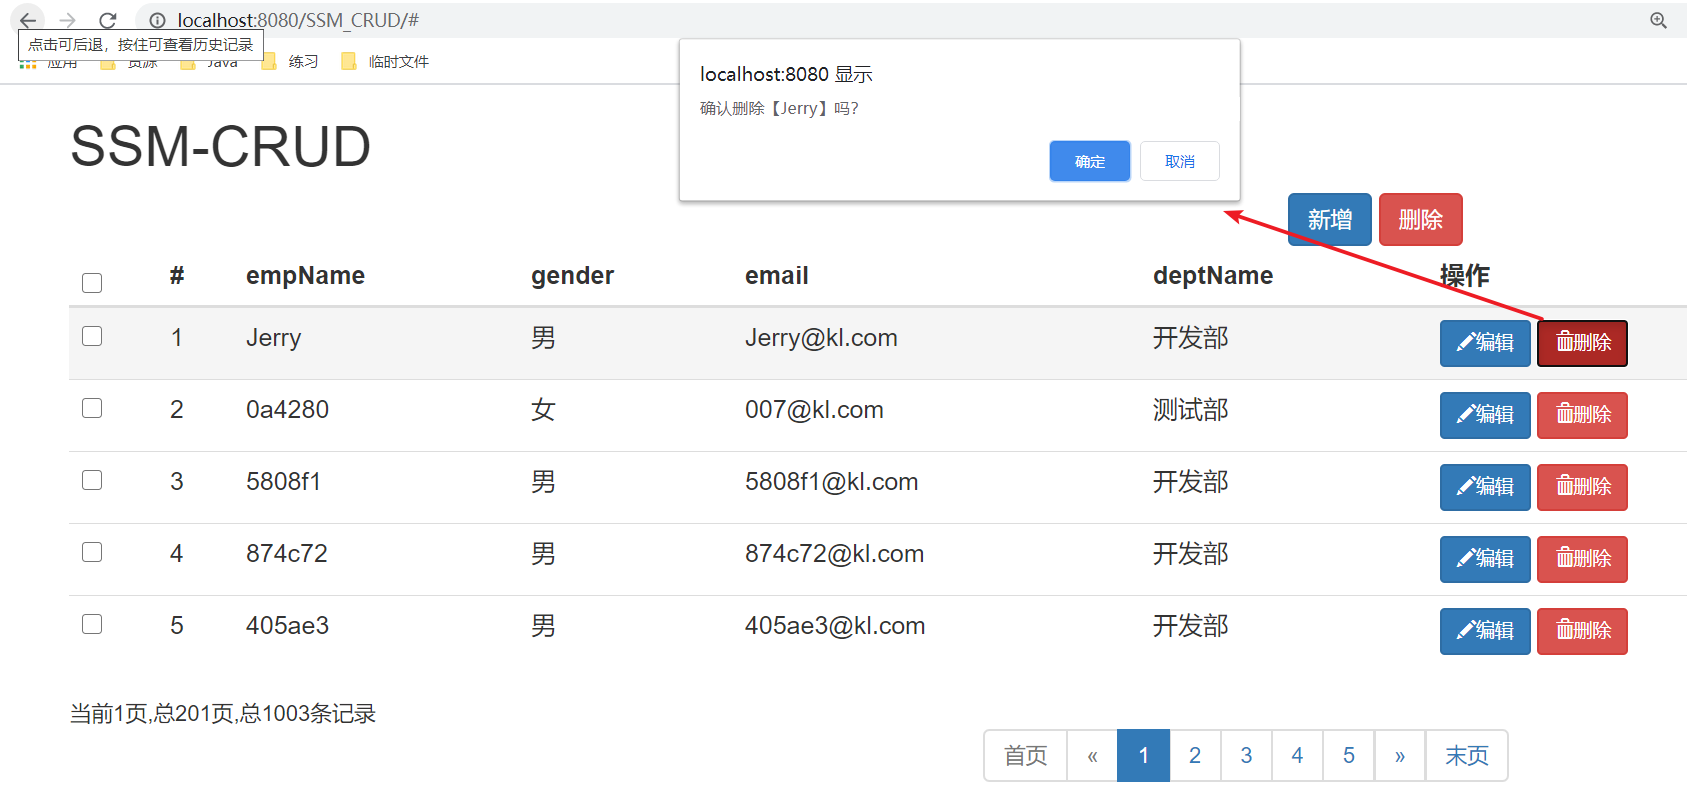 localhost:8080/SSM_CRUD/#
点击可后退，按住可查看历史记录
应用 资源 Java 练习 临时文件
localhost:8080 显示
确认删除【Jerry】吗?
确定 取消
SSM-CRUD
新增 删除
# empName gender email deptName 操作
1 Jerry 男 Jerry@kl.com 开发部 编辑 删除
2 0a4280 女 007@kl.com 测试部 编辑 删除
3 5808f1 男 5808f1@kl.com 开发部 编辑 删除
4 874c72 男 874c72@kl.com 开发部 编辑 删除
5 405ae3 男 405ae3@kl.com 开发部 编辑 删除
当前1页,总201页,总1003条记录
首页 « 1 2 3 4 5 » 末页